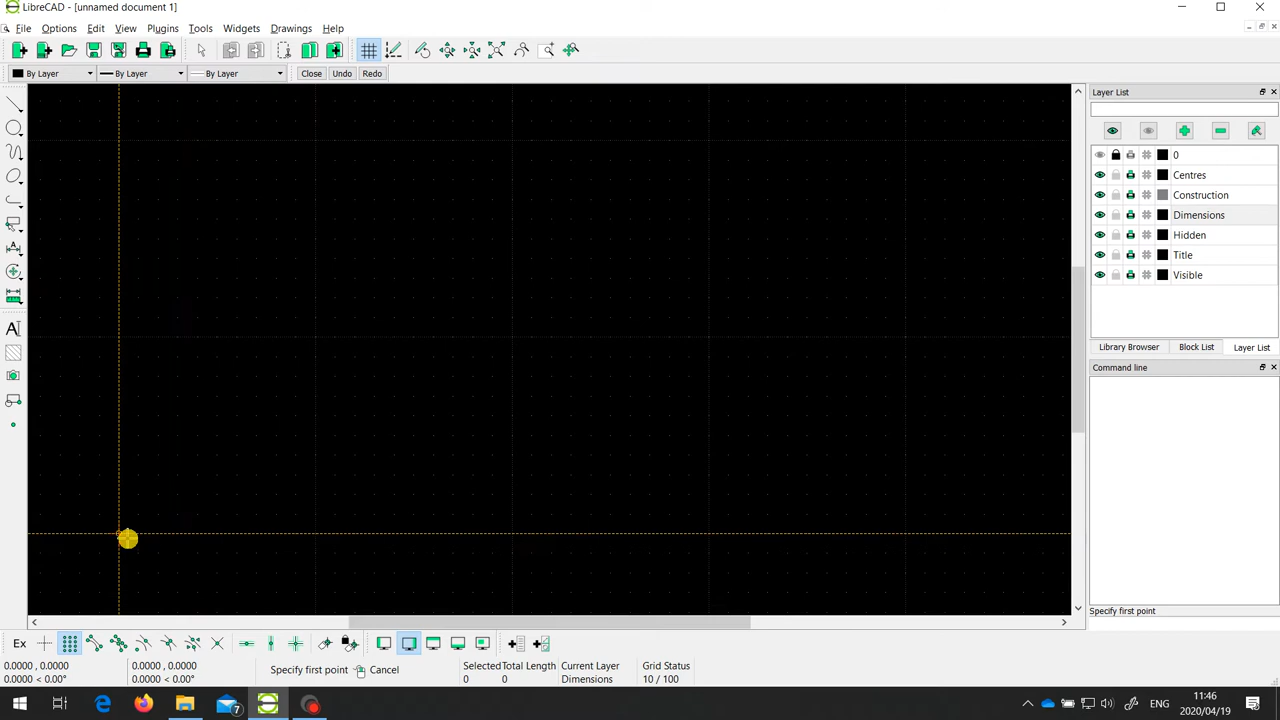 LibreCAD - [unnamed document 1]
File Options Edit View Plugins Tools Widgets Drawings Help
By Layer By Layer By Layer Close Undo Redo
Layer List
0
Centres
Construction
Dimensions
Hidden
Title
Visible
Library Browser Block List Layer List
Command line
Specify first point
Ex
0.0000 , 0.0000
0.0000 < 0.00°
0.0000 , 0.0000
0.0000 < 0.00°
Specify first point Cancel
Selected Total Length
0 0
Current Layer
Dimensions
Grid Status
10 / 100
7
ENG
11:46
2020/04/19